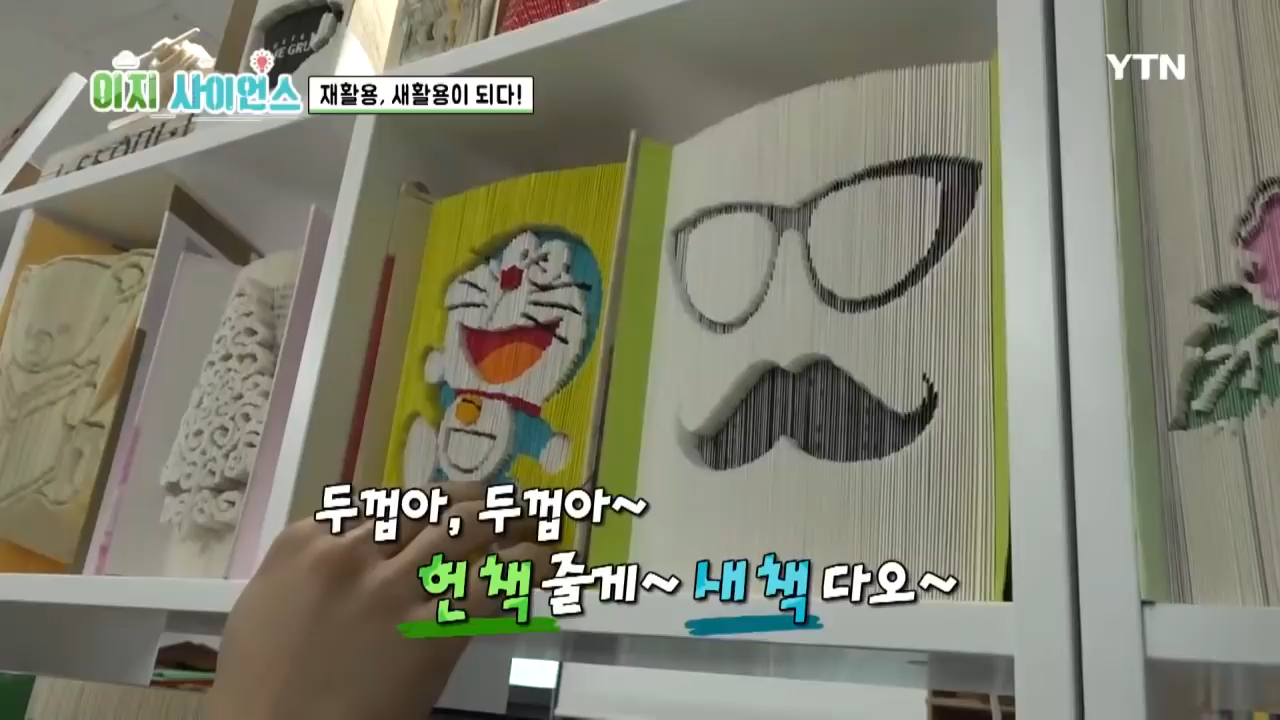 이지 사이언스
재활용, 새활용이 되다!
YTN
두껍아, 두껍아~
헌 책 줄게~ 새 책 다오~